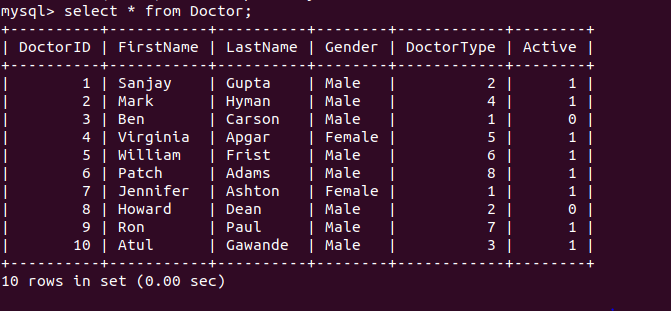 mysql> select * from Doctor;
+----------+-----------+----------+--------+------------+--------+
| DoctorID | FirstName | LastName | Gender | DoctorType | Active |
+----------+-----------+----------+--------+------------+--------+
|        1 | Sanjay    | Gupta    | Male   |          2 |      1 |
|        2 | Mark      | Hyman    | Male   |          4 |      1 |
|        3 | Ben       | Carson   | Male   |          1 |      0 |
|        4 | Virginia  | Apgar    | Female |          5 |      1 |
|        5 | William   | Frist    | Male   |          6 |      1 |
|        6 | Patch     | Adams    | Male   |          8 |      1 |
|        7 | Jennifer  | Ashton   | Female |          1 |      1 |
|        8 | Howard    | Dean     | Male   |          2 |      0 |
|        9 | Ron       | Paul     | Male   |          7 |      1 |
|       10 | Atul      | Gawande  | Male   |          3 |      1 |
+----------+-----------+----------+--------+------------+--------+
10 rows in set (0.00 sec)